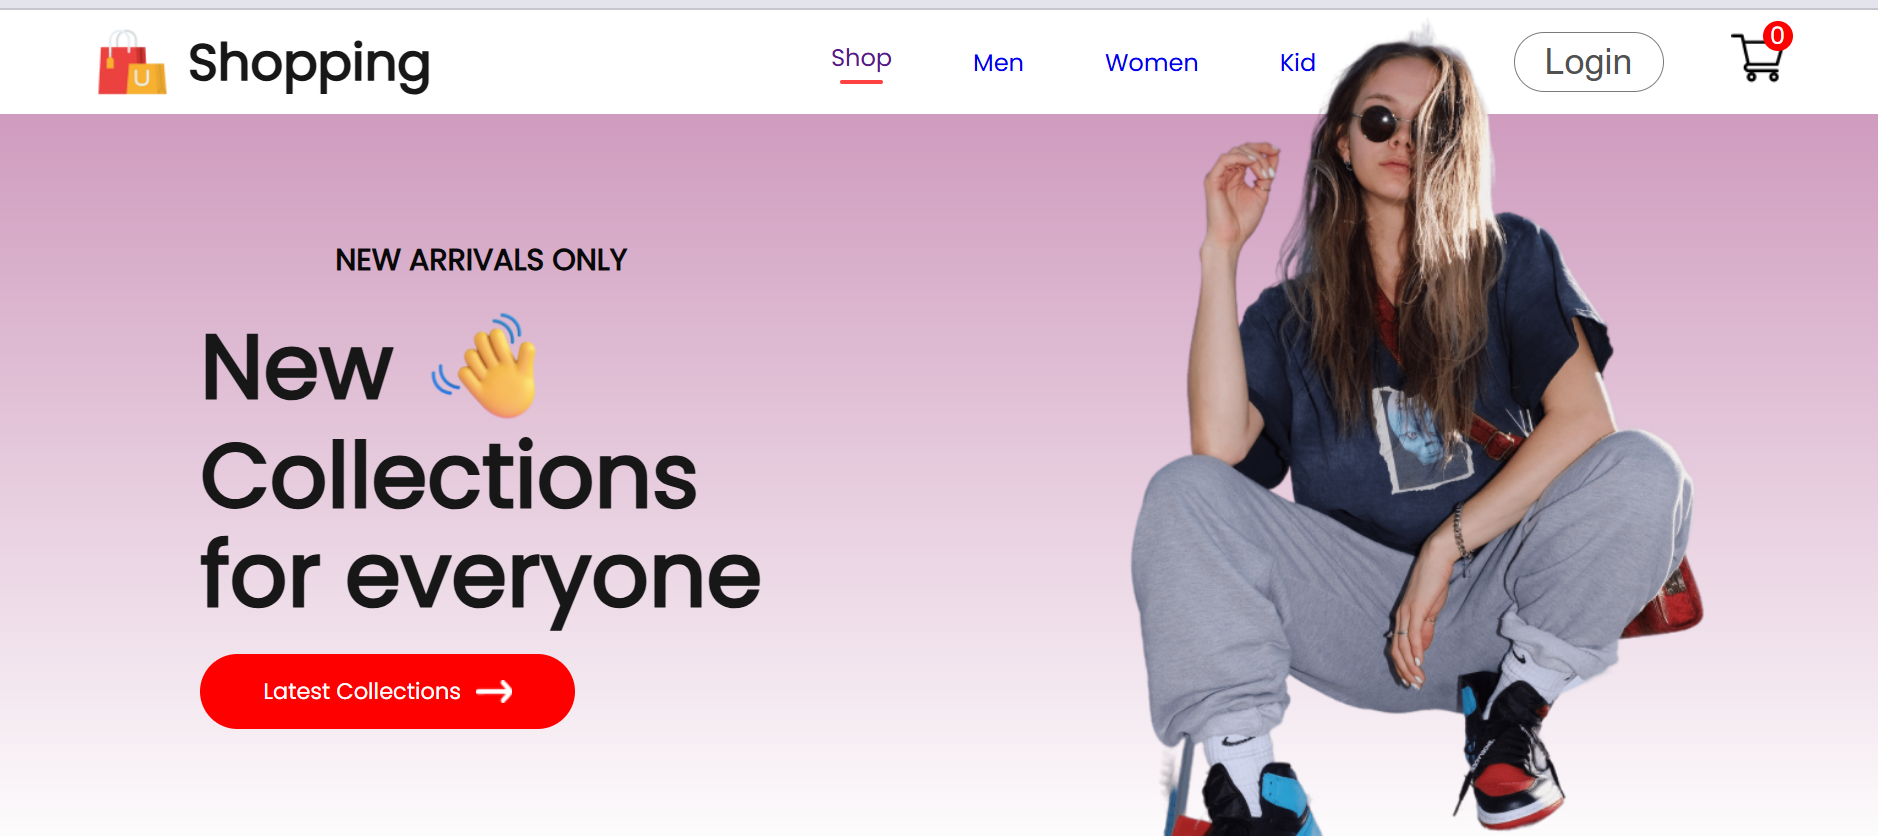 U
Shopping
Shop
Men
Women
Kid
Login
0
NEW ARRIVALS ONLY
New
Collections
for everyone
Latest Collections